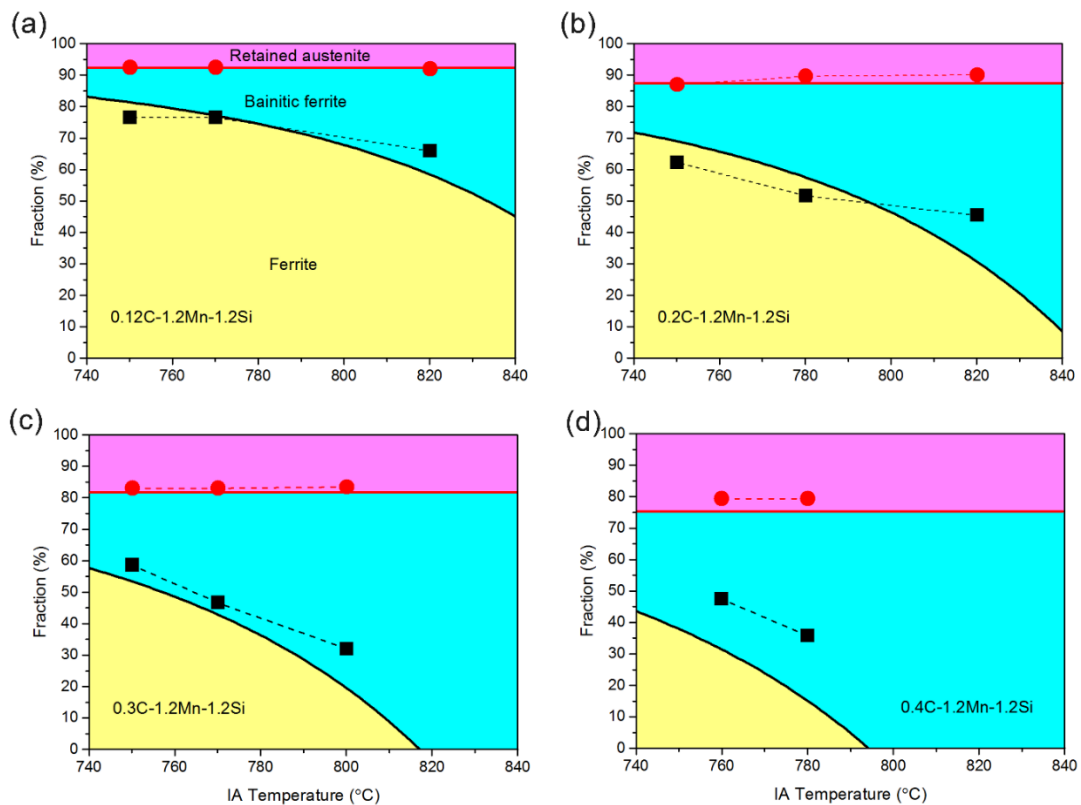 (a)
100
90
80
70
60
50
40
30
20
10
0
Fraction (%)
Retained austenite
Bainitic ferrite
Ferrite
0.12C-1.2Mn-1.2Si
740 760 780 800 820 840
(b)
100
90
80
70
60
50
40
30
20
10
0
Fraction (%)
0.2C-1.2Mn-1.2Si
740 760 780 800 820 840
(c)
100
90
80
70
60
50
40
30
20
10
0
Fraction (%)
0.3C-1.2Mn-1.2Si
740 760 780 800 820 840
IA Temperature (°C)
(d)
100
90
80
70
60
50
40
30
20
10
0
Fraction (%)
0.4C-1.2Mn-1.2Si
740 760 780 800 820 840
IA Temperature (°C)